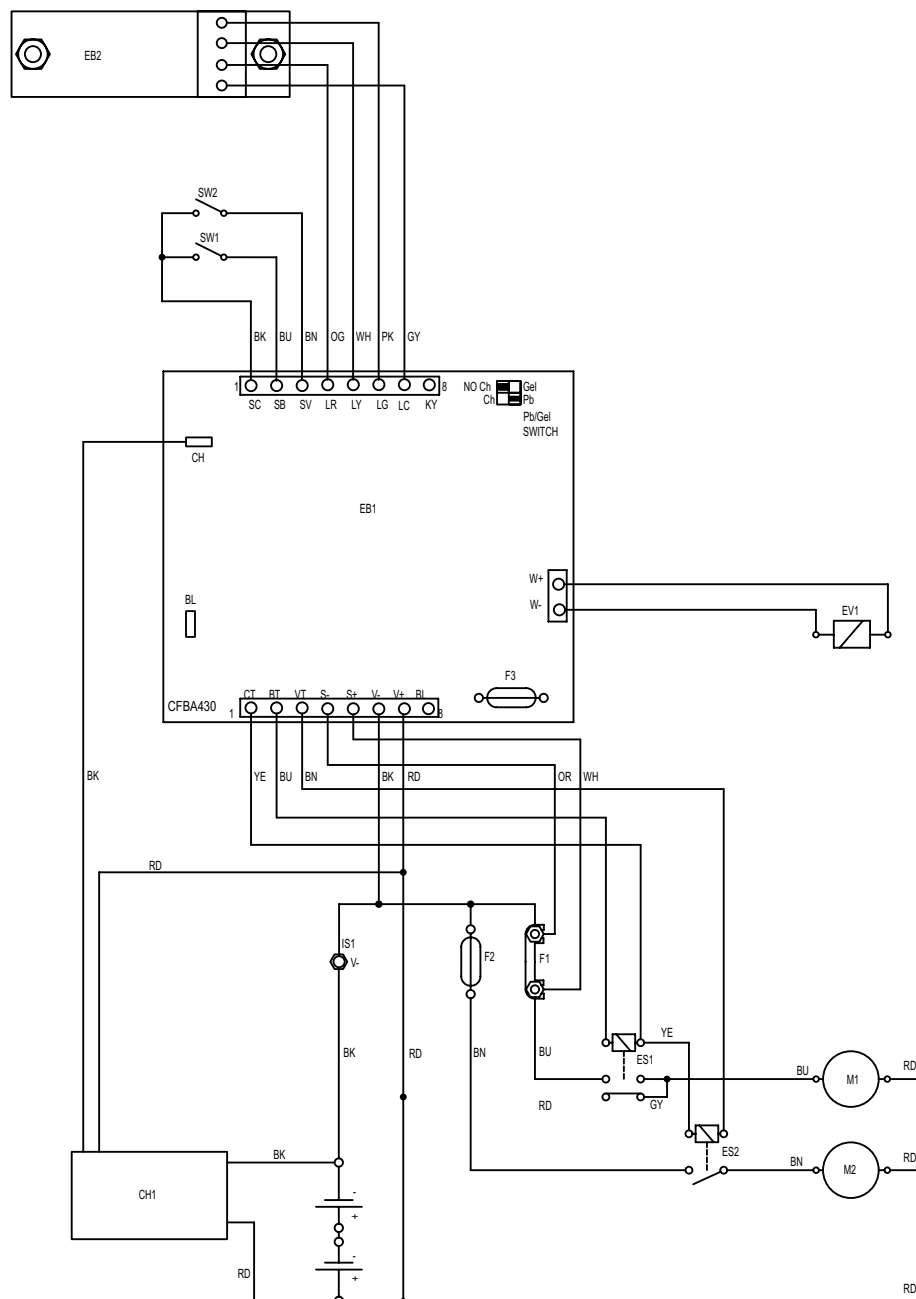 EB2
SW2
SW1
BK BU BN OG WH PK GY
1 8
SC SB SV LR LY LG LC KY
NO Ch Gel
Ch Pb
Pb/Gel
SWITCH
CH
EB1
BL
W+
W-
EV1
F3
CFBA430
CT BT VT S- S+ V- V+ BL
1 8
BK
YE BU BN BK RD OR WH
RD
IS1
V-
F2
F1
BK
RD
BN
BU
YE
ES1
RD
GY
BU
M1
RD
ES2
BN
M2
RD
BK
CH1
-
+
-
+
RD
RD